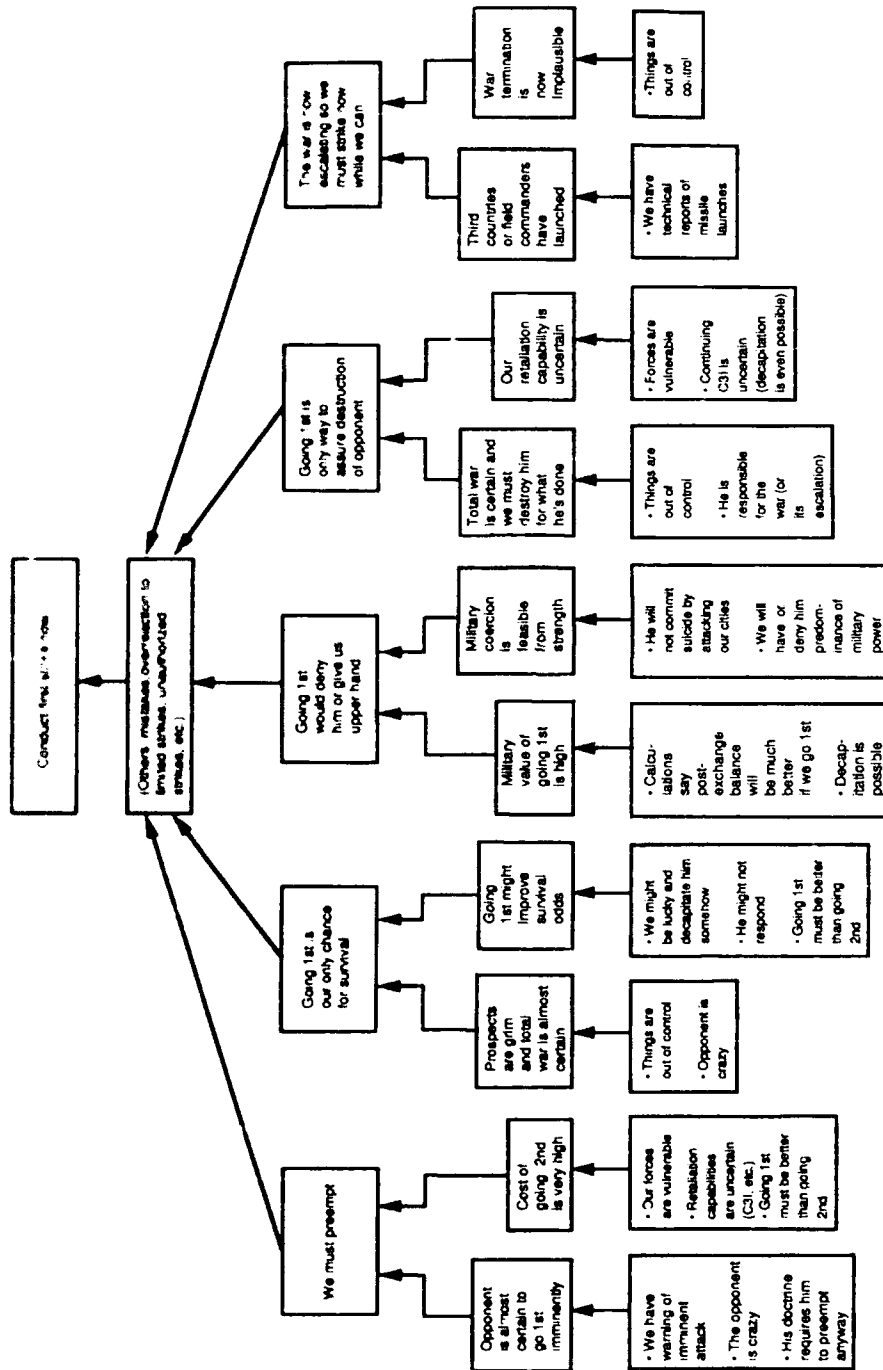 Conduct first strike now
(Others' mistakes, overreaction to
limited strikes, unauthorized
strikes, etc.)
We must preempt
Going 1st is
our only chance
for survival
Going 1st
would deny
him or give us
upper hand
Going 1st is
only way to
assure destruction
of opponent
The war is now
escalating so we
must strike now
while we can
Opponent
is almost
certain to
go 1st
imminently
Cost of
going 2nd
is very high
Prospects
are grim
and total
war is almost
certain
Going
1st might
improve
survival
odds
Military
value of
going 1st
is high
Military
coercion
is
feasible
from
strength
Total war
is certain and
we must
destroy him
for what
he's done
Our
retaliation
capability is
uncertain
Third
countries
or field
commanders
have
launched
War
termination
is
now
implausible
• We have
warning of
imminent
attack
• The opponent
is crazy
• His doctrine
requires him
to preempt
anyway
• Our forces
are vulnerable
• Retaliation
capabilities
are uncertain
(C3I, etc.)
• Going 1st
must be better
than going
2nd
• Things are
out of control
• Opponent is
crazy
• We might
be lucky and
decapitate him
somehow
• He might not
respond
• Going 1st
must be better
than going
2nd
• Calcu-
lations
say
post-
exchange
balance
will
be much
better
if we go 1st
• Decap-
itation is
possible
• He will
not commit
suicide by
attacking
our cities
• We will
have or
deny him
predom-
inance of
military
power
• Things are
out of
control
• He is
responsible
for the
war (or
its
escalation)
• Forces are
vulnerable
• Continuing
C3I is
uncertain
(decapitation
is even possible)
• We have
technical
reports of
missile
launches
• Things are
out of
control